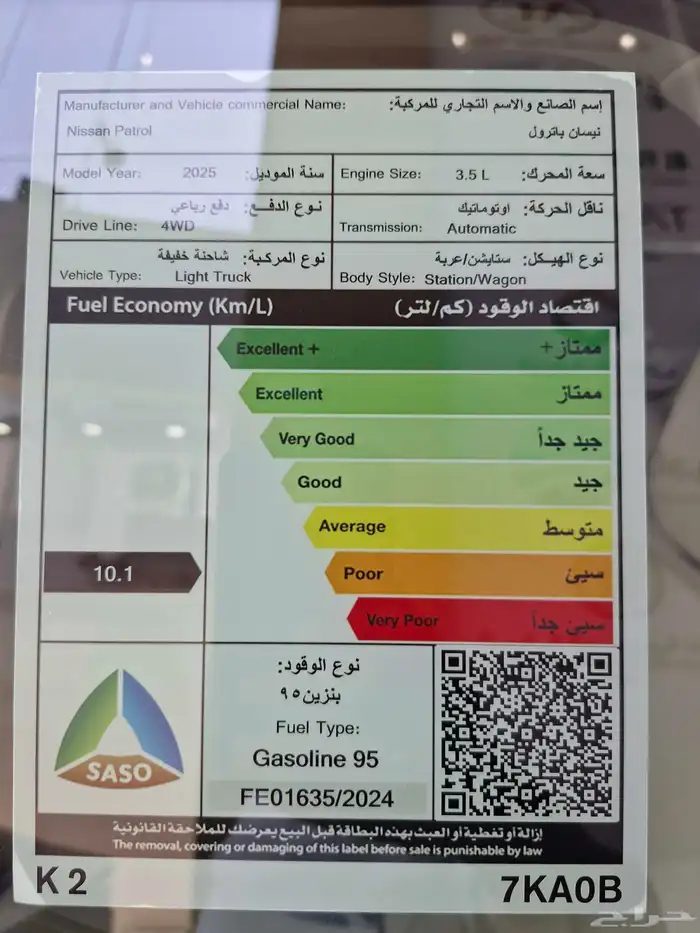 Manufacturer and Vehicle commercial Name: إسم الصانع والاسم التجاري للمركبة:
Nissan Patrol نيسان باترول
Model Year: 2025 سنة الموديل:
Engine Size: 3.5 L سعة المحرك:
نوع الدفع: دفع رباعي
Drive Line: 4WD
ناقل الحركة: اوتوماتيك
Transmission: Automatic
نوع المركبة: شاحنة خفيفة
Vehicle Type: Light Truck
نوع الهيكل: ستايشن/عربة
Body Style: Station/Wagon
Fuel Economy (Km/L) اقتصاد الوقود (كم/لتر)
Excellent + ممتاز+
Excellent ممتاز
Very Good جيد جداً
Good جيد
Average متوسط
10.1
Poor سيئ
Very Poor سيئ جداً
SASO
نوع الوقود:
بنزين ٩٥
Fuel Type:
Gasoline 95
FE01635/2024
إزالة أو تغطية أو العبث بهذه البطاقة قبل البيع يعرضك للملاحقة القانونية
The removal, covering or damaging of this label before sale is punishable by law
K 2
7KA0B
حراج